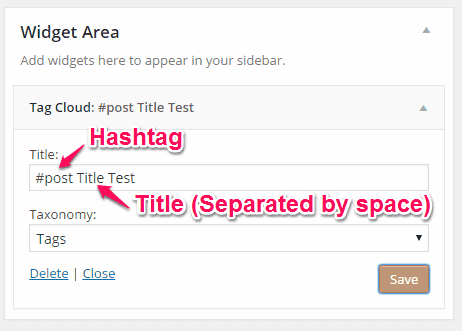 Widget Area
Add widgets here to appear in your sidebar.
Tag Cloud: #post Title Test
Hashtag
Title:
#post Title Test
Title (Separated by space)
Taxonomy:
Tags
Delete | Close
Save